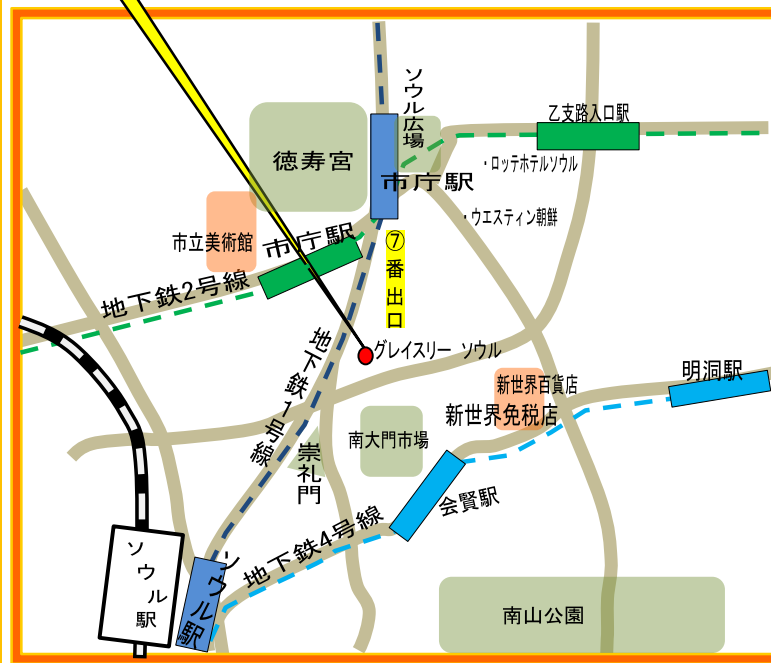 ソウル広場
乙支路入口駅
徳寿宮
・ロッテホテルソウル
市庁駅
・ウエスティン朝鮮
市立美術館
市庁駅
⑦番出口
地下鉄2号線
グレイスリー ソウル
地下鉄1号線
明洞駅
新世界百貨店
新世界免税店
南大門市場
崇礼門
会賢駅
地下鉄4号線
ソウル駅
ソウル駅
南山公園